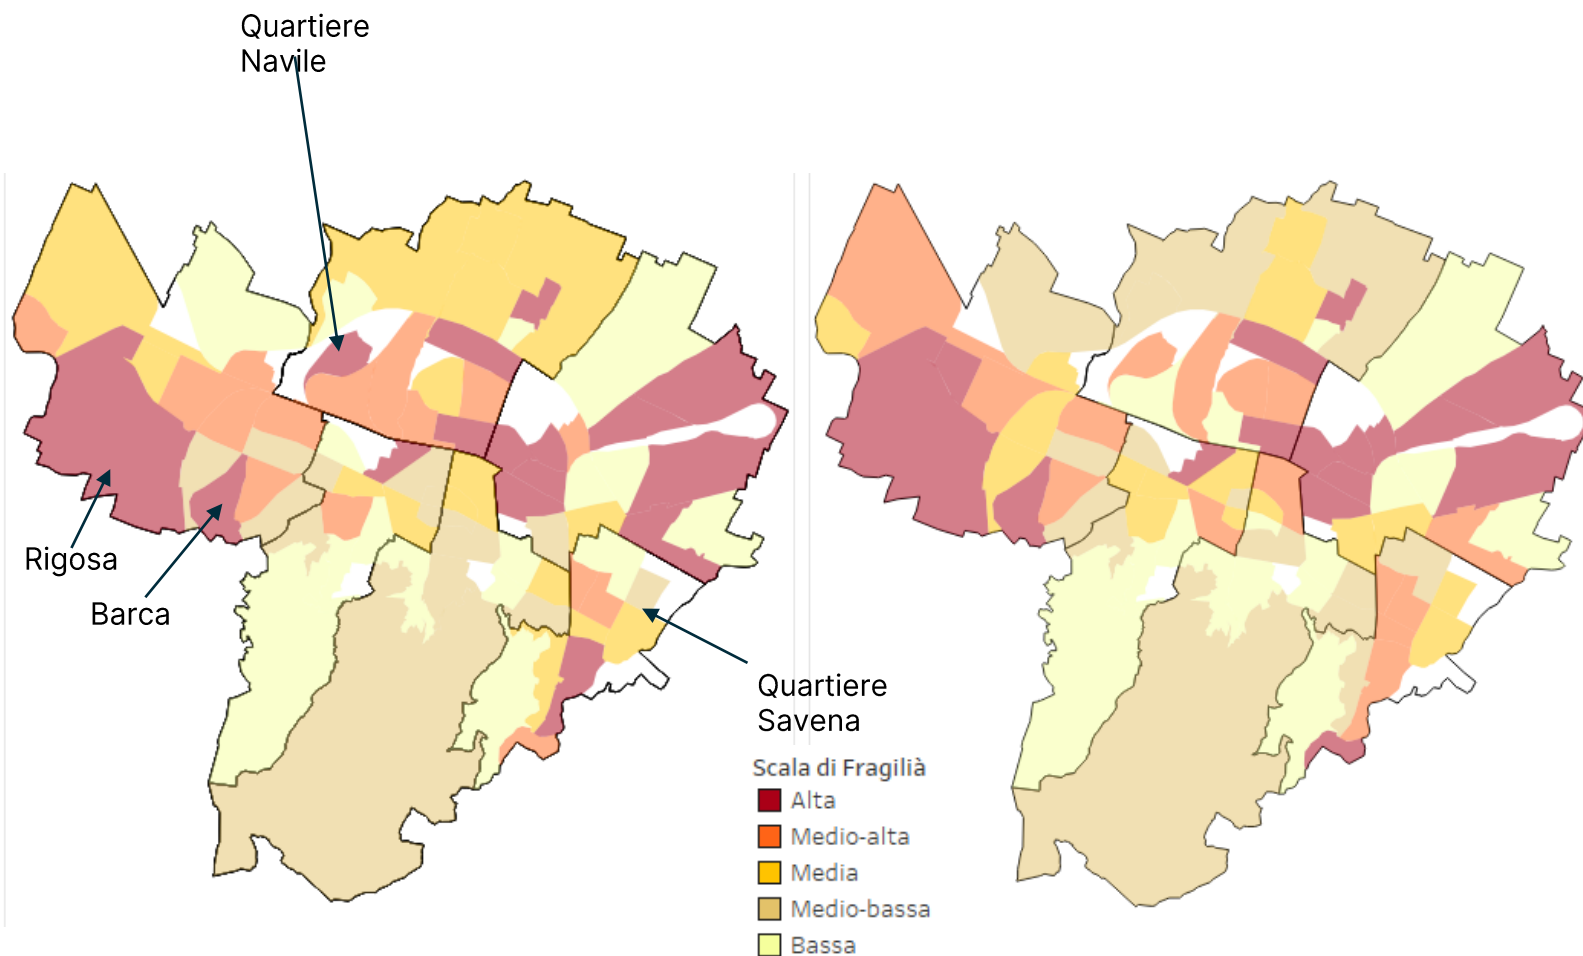 Quartiere
Navile
Rigosa
Barca
Quartiere
Savena
Scala di Fragilià
Alta
Medio-alta
Media
Medio-bassa
Bassa